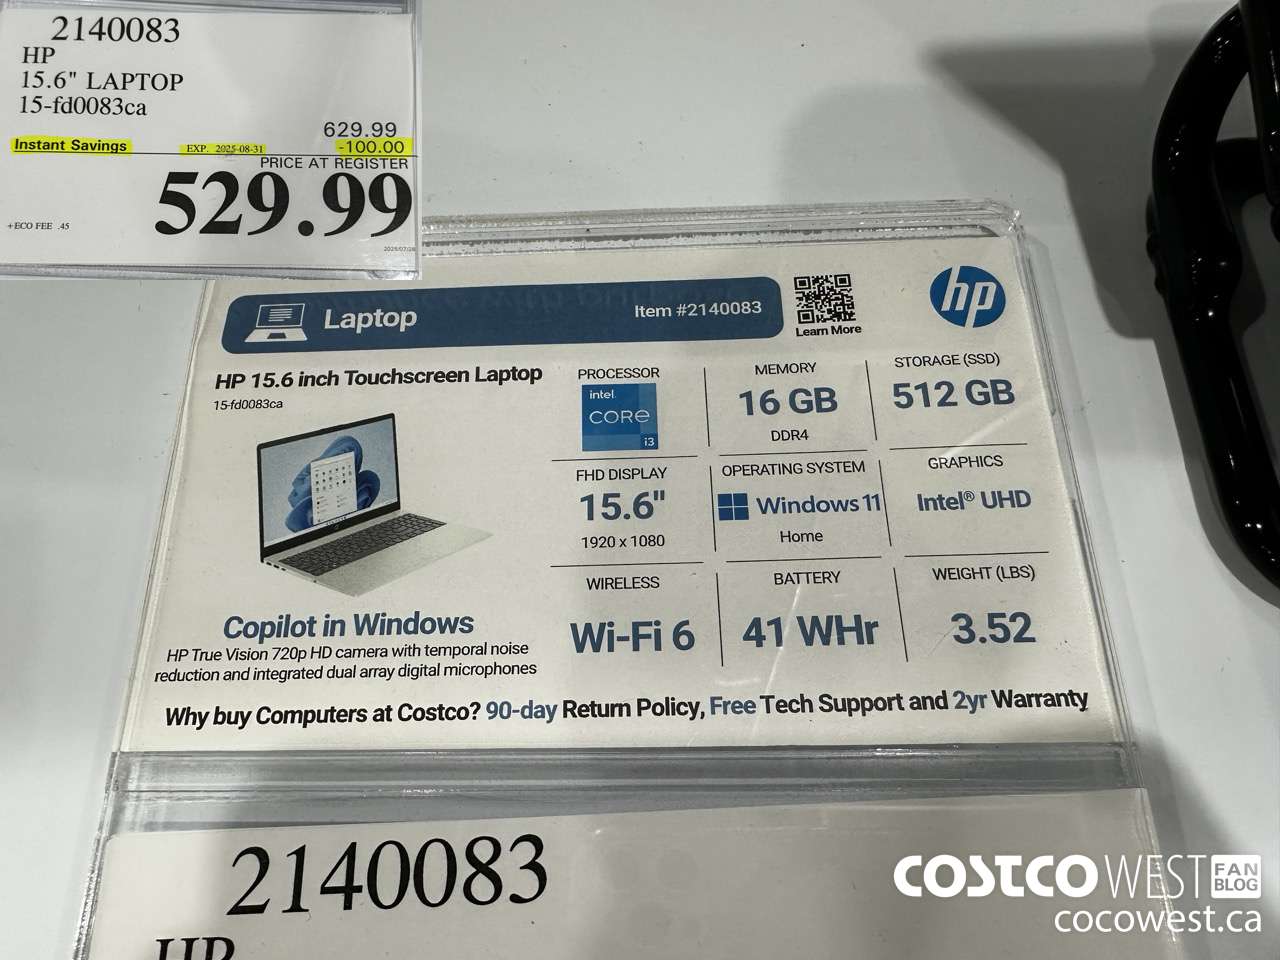 2140083
HP
15.6" LAPTOP
15-fd0083ca
629.99
Instant Savings EXP. 2025-08-31 -100.00
PRICE AT REGISTER
529.99
+ECO FEE .45
2025/07/28
Laptop
Item #2140083
Learn More
hp
HP 15.6 inch Touchscreen Laptop
15-fd0083ca
PROCESSOR
intel
CORE
i3
MEMORY
16 GB
DDR4
STORAGE (SSD)
512 GB
FHD DISPLAY
15.6"
1920 x 1080
OPERATING SYSTEM
Windows 11
Home
GRAPHICS
Intel® UHD
WIRELESS
Wi-Fi 6
BATTERY
41 WHr
WEIGHT (LBS)
3.52
Copilot in Windows
HP True Vision 720p HD camera with temporal noise
reduction and integrated dual array digital microphones
Why buy Computers at Costco? 90-day Return Policy, Free Tech Support and 2yr Warranty
2140083
HP
COSTCO WEST FAN BLOG
cocowest.ca